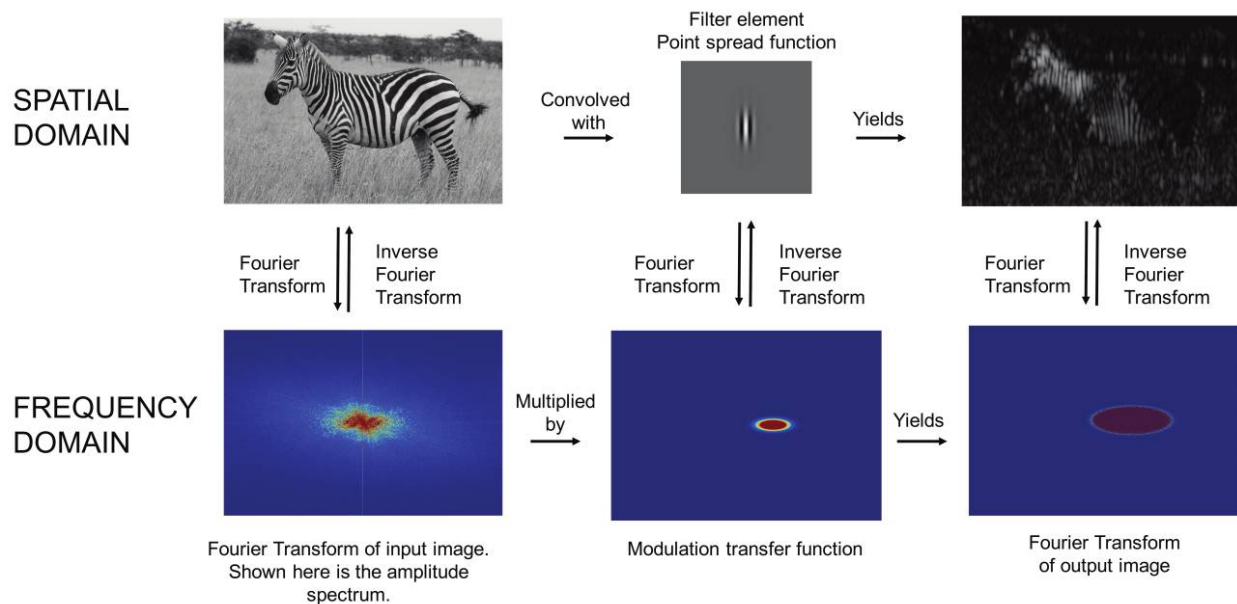 Filter element
Point spread function
SPATIAL
DOMAIN
Convolved
with
Yields
Fourier
Transform
Inverse
Fourier
Transform
Fourier
Transform
Inverse
Fourier
Transform
Fourier
Transform
Inverse
Fourier
Transform
FREQUENCY
DOMAIN
Multiplied
by
Yields
Fourier Transform of input image.
Shown here is the amplitude
spectrum.
Modulation transfer function
Fourier Transform
of output image